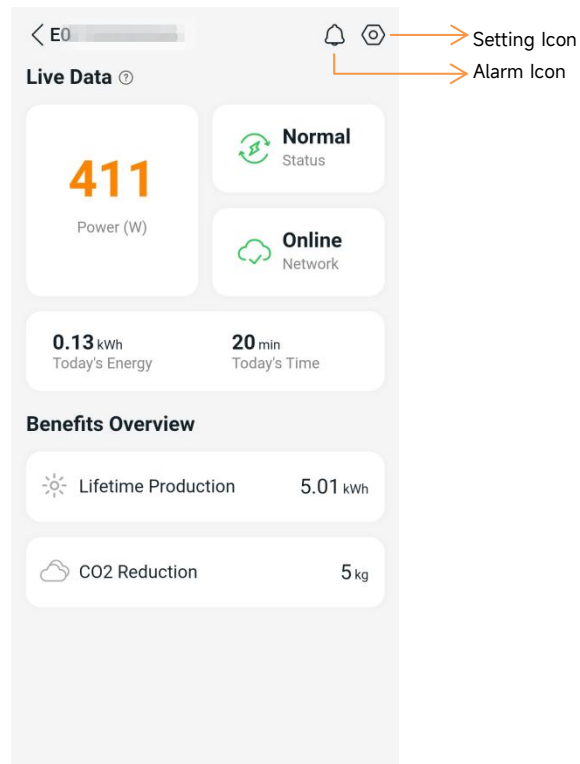 E0
Setting Icon
Alarm Icon
Live Data
411
Power (W)
Normal
Status
Online
Network
0.13 kWh
Today's Energy
20 min
Today's Time
Benefits Overview
Lifetime Production 5.01 kWh
CO2 Reduction 5 kg